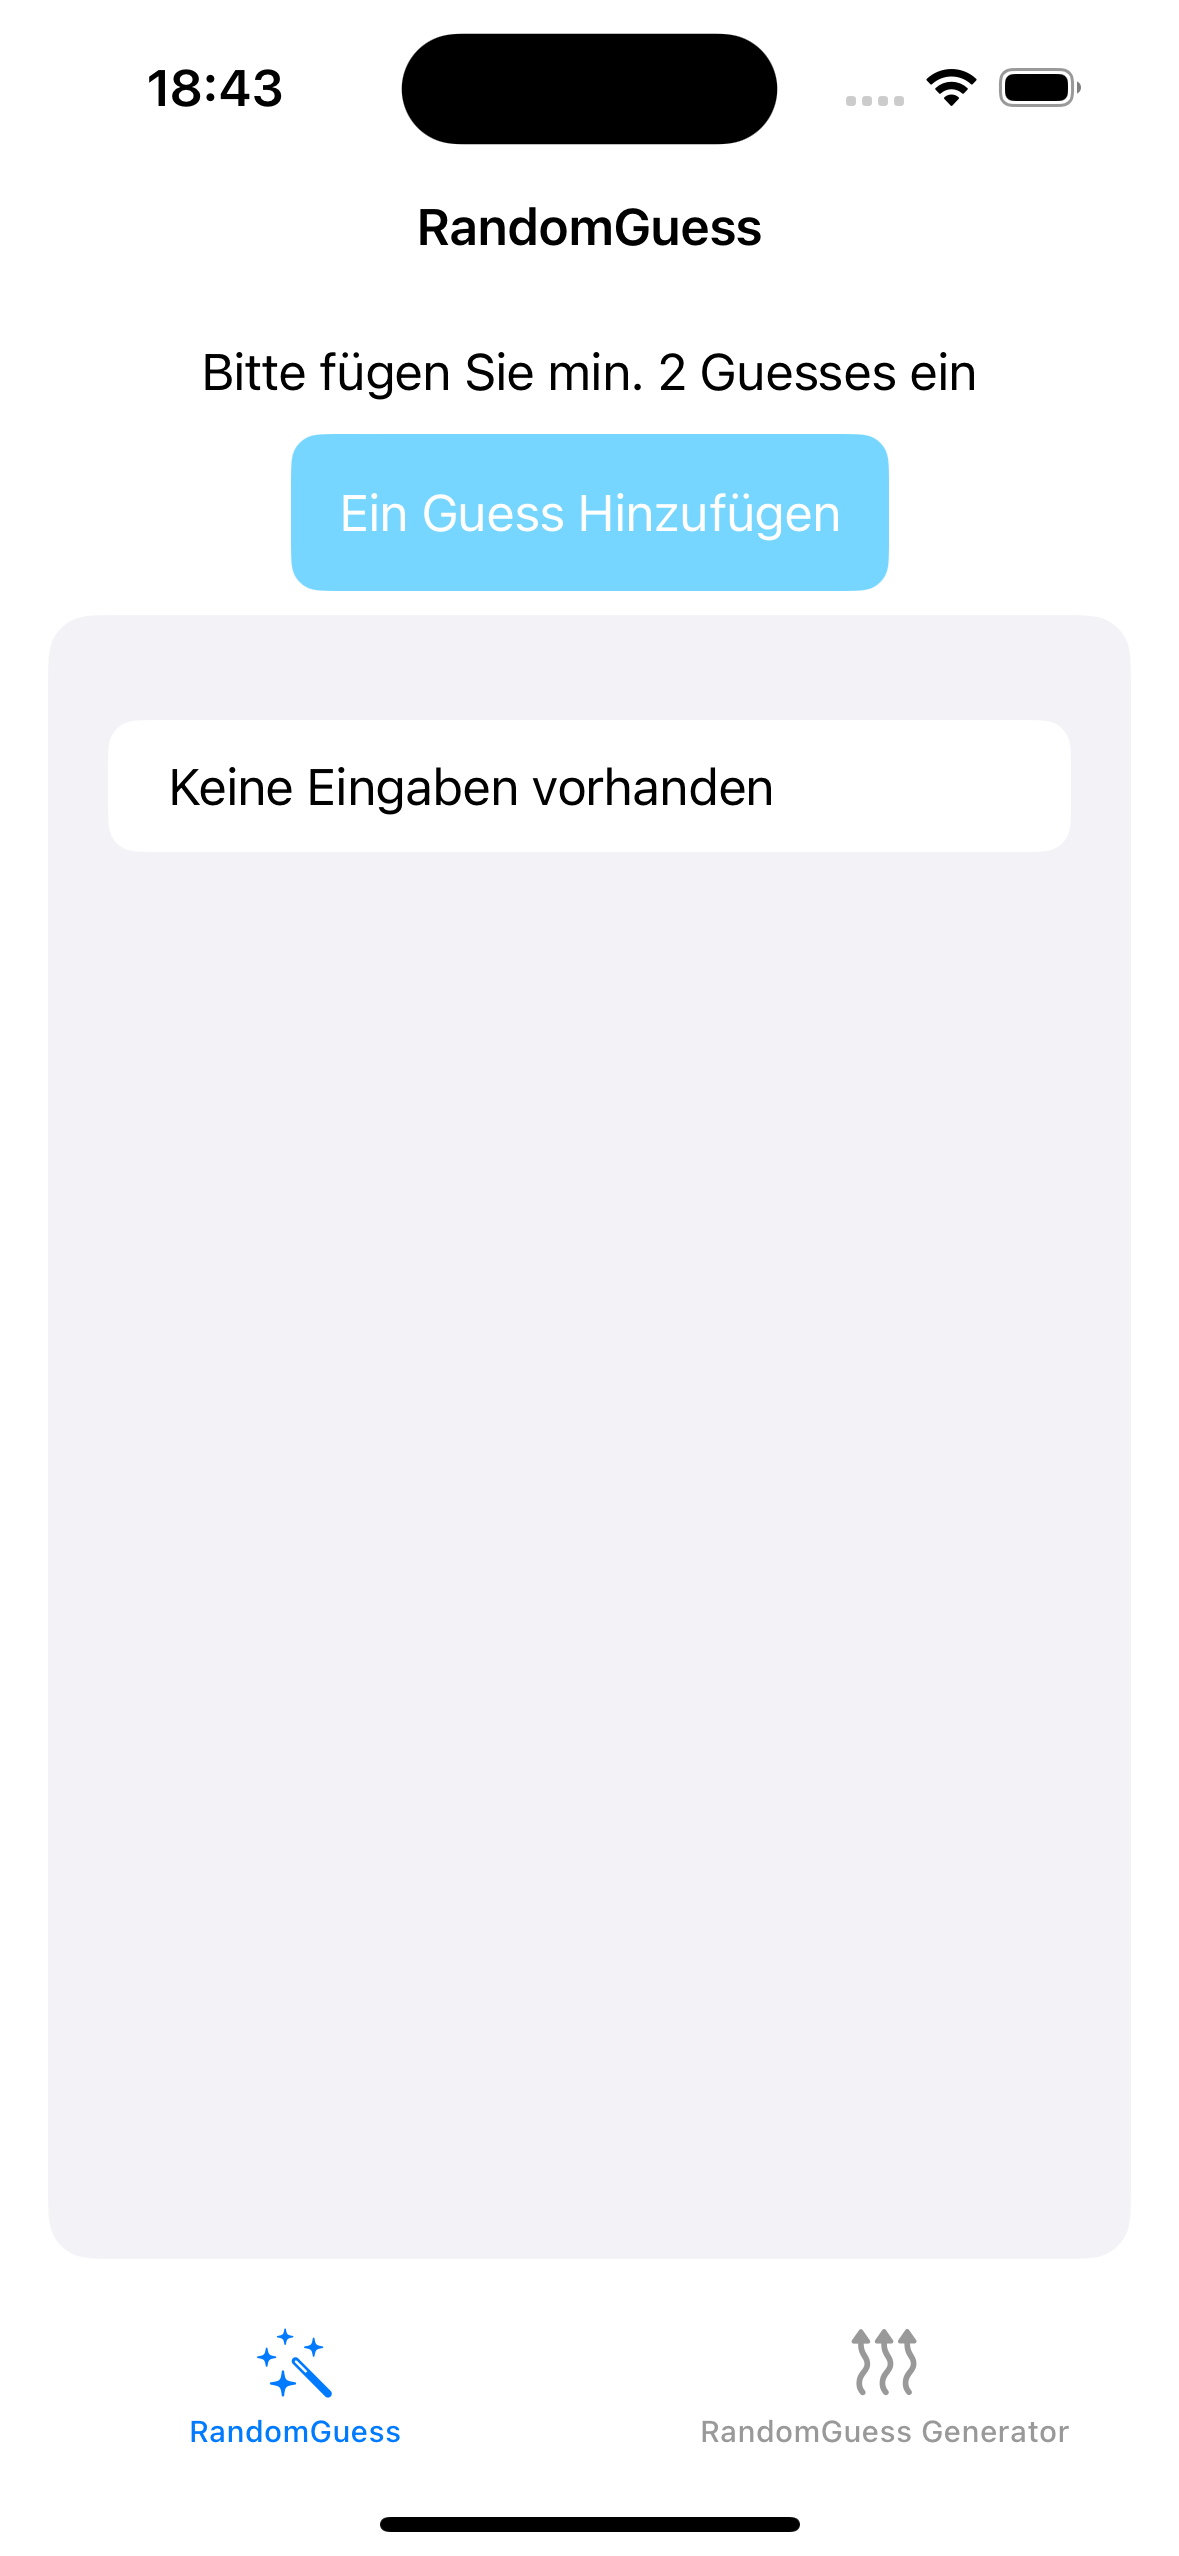 18:43
RandomGuess
Bitte fügen Sie min. 2 Guesses ein
Ein Guess Hinzufügen
Keine Eingaben vorhanden
RandomGuess
RandomGuess Generator